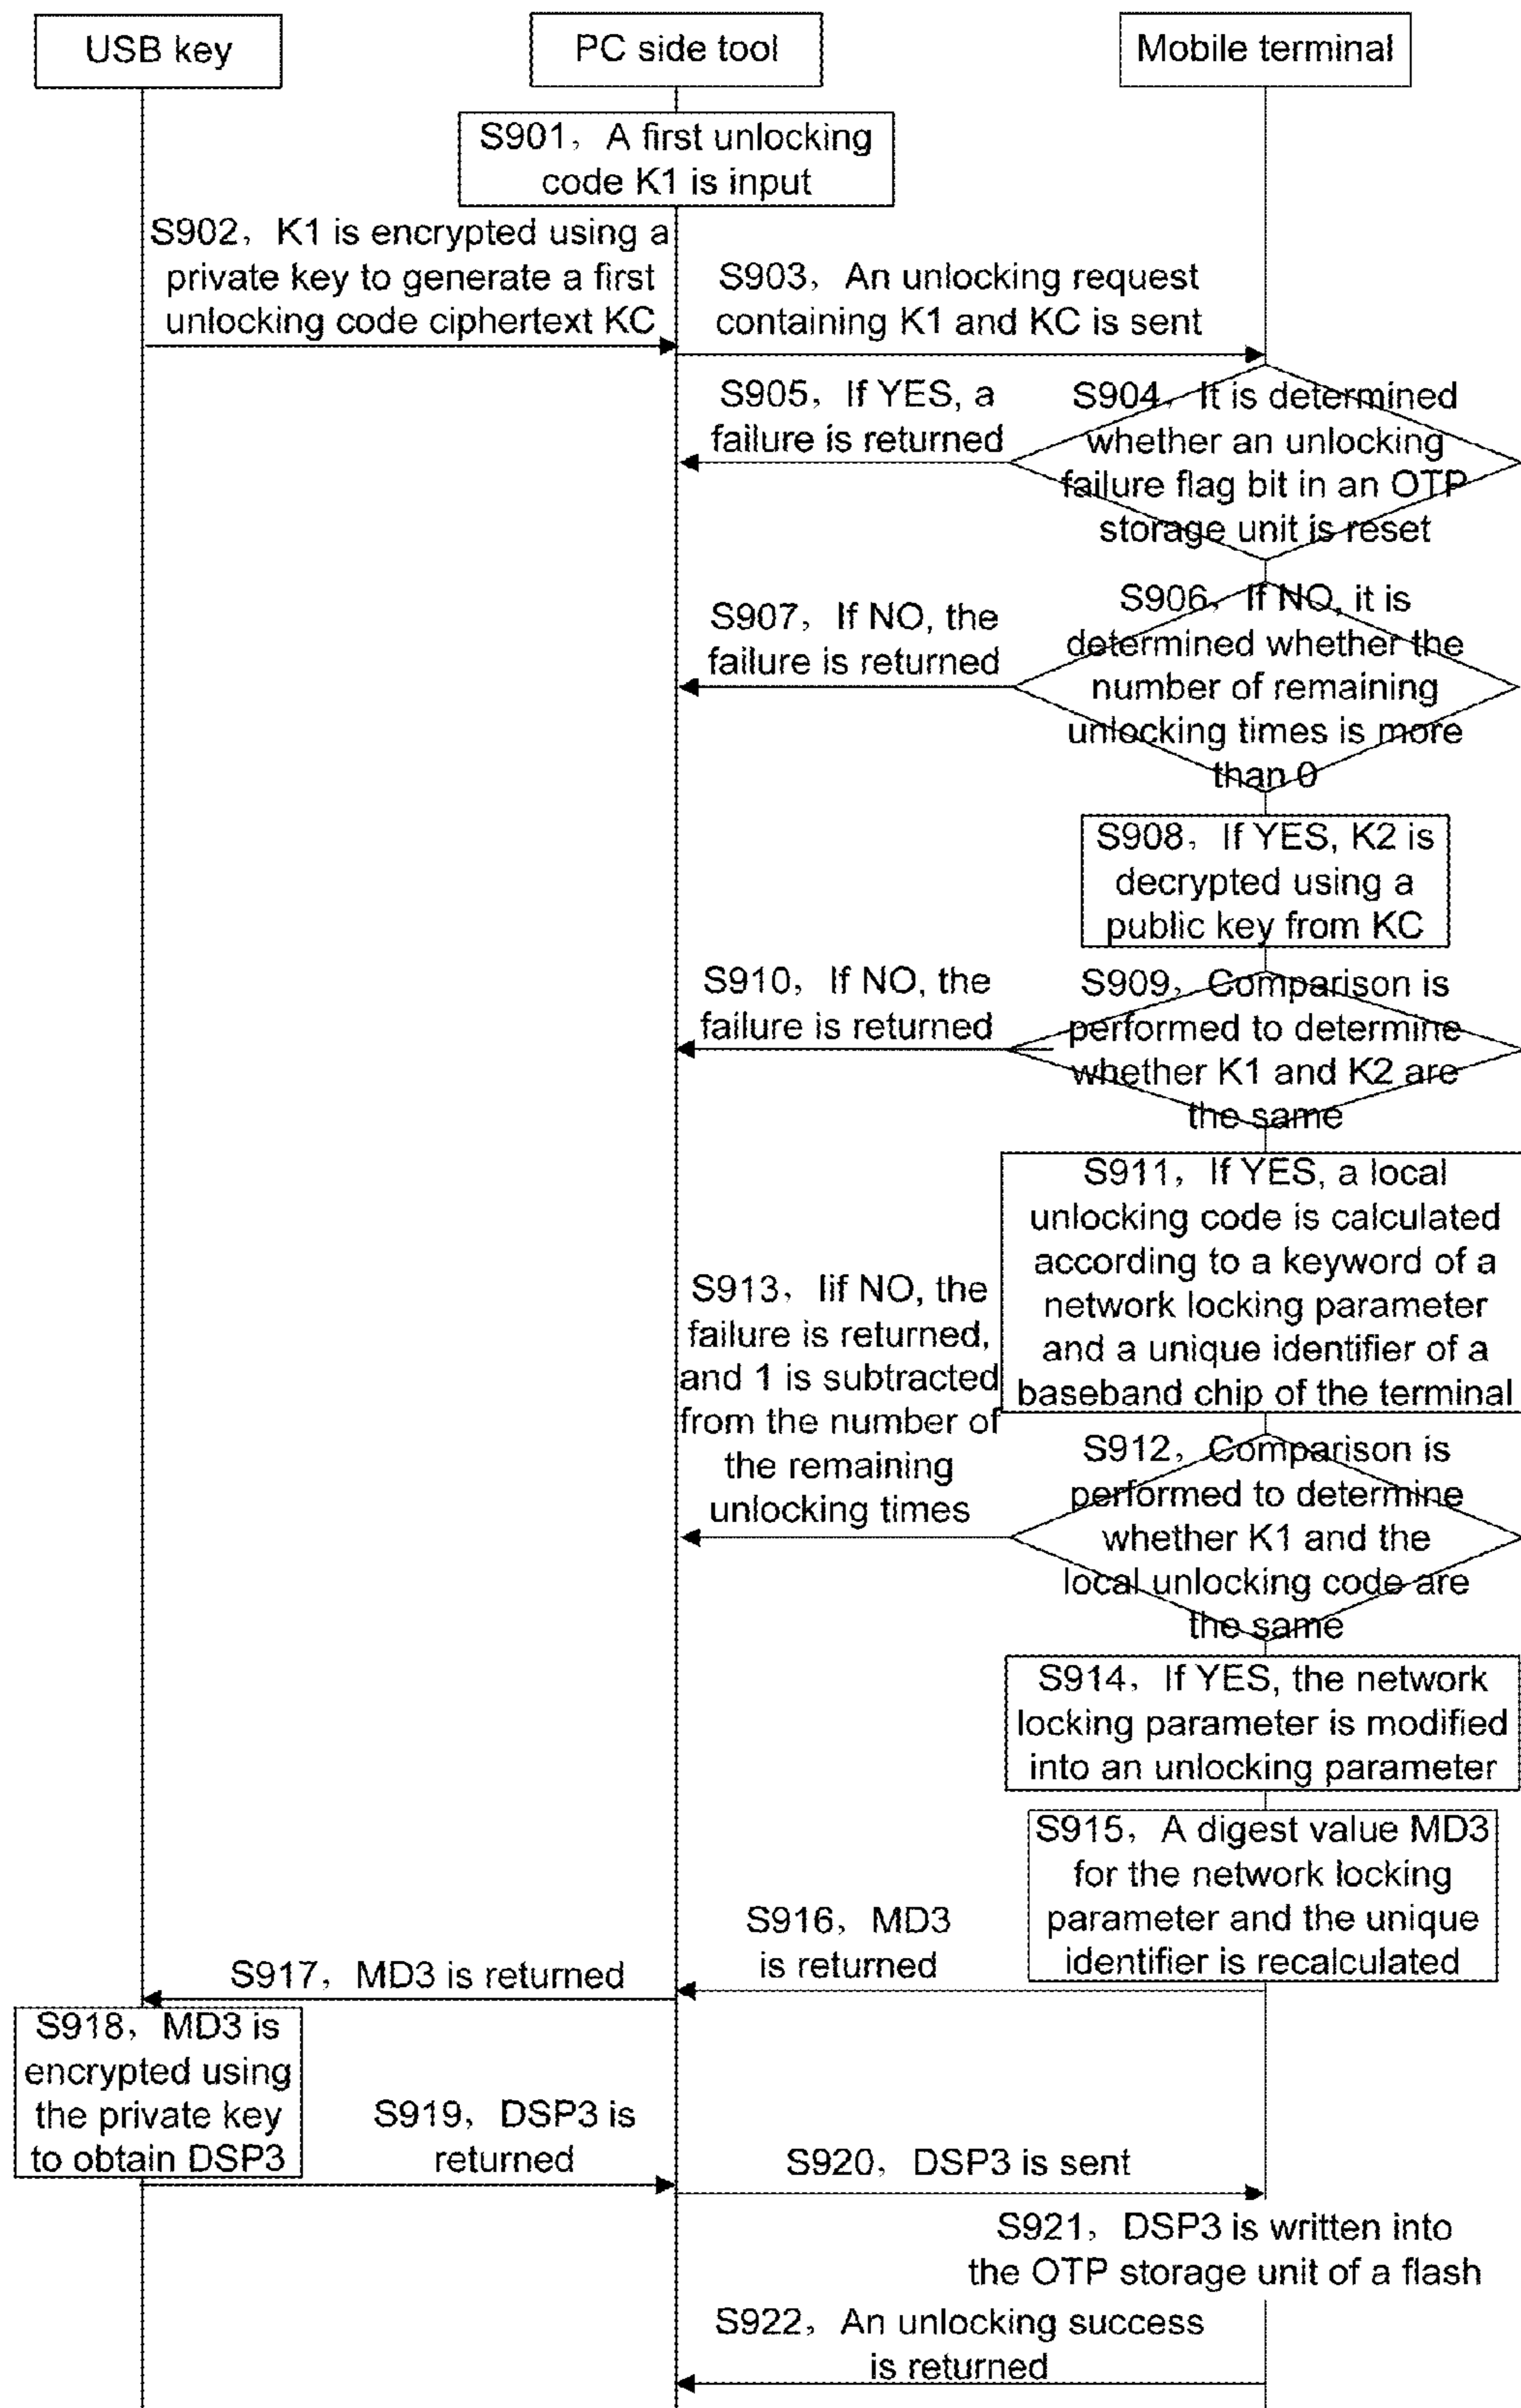 USB key
PC side tool
Mobile terminal
S901, A first unlocking
code K1 is input
S902, K1 is encrypted using a
private key to generate a first
unlocking code ciphertext KC
S903, An unlocking request
containing K1 and KC is sent
S904, It is determined
whether an unlocking
failure flag bit in an OTP
storage unit is reset
S905, If YES, a
failure is returned
S906, If NO, it is
determined whether the
number of remaining
unlocking times is more
than 0
S907, If NO, the
failure is returned
S908, If YES, K2 is
decrypted using a
public key from KC
S909, Comparison is
performed to determine
whether K1 and K2 are
the same
S910, If NO, the
failure is returned
S911, If YES, a local
unlocking code is calculated
according to a keyword of a
network locking parameter
and a unique identifier of a
baseband chip of the terminal
S912, Comparison is
performed to determine
whether K1 and the
local unlocking code are
the same
S913, Iif NO, the
failure is returned,
and 1 is subtracted
from the number of
the remaining
unlocking times
S914, If YES, the network
locking parameter is modified
into an unlocking parameter
S915, A digest value MD3
for the network locking
parameter and the unique
identifier is recalculated
S916, MD3
is returned
S917, MD3 is returned
S918, MD3 is
encrypted using
the private key
to obtain DSP3
S919, DSP3 is
returned
S920, DSP3 is sent
S921, DSP3 is written into
the OTP storage unit of a flash
S922, An unlocking success
is returned